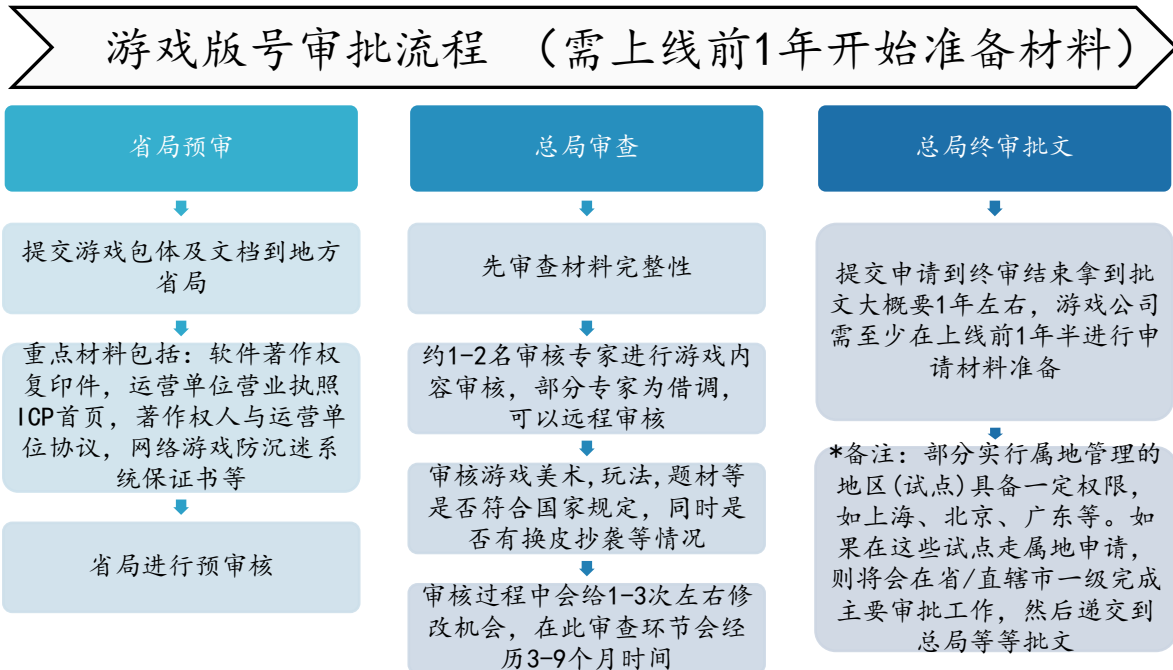 游戏版号审批流程 （需上线前1年开始准备材料）
省局预审
提交游戏包体及文档到地方
省局
重点材料包括：软件著作权
复印件，运营单位营业执照
ICP首页，著作权人与运营单
位协议，网络游戏防沉迷系
统保证书等
省局进行预审核
总局审查
先审查材料完整性
约1-2名审核专家进行游戏内
容审核，部分专家为借调，
可以远程审核
审核游戏美术,玩法,题材等
是否符合国家规定，同时是
否有换皮抄袭等情况
审核过程中会给1-3次左右修
改机会，在此审查环节会经
历3-9个月时间
总局终审批文
提交申请到终审结束拿到批
文大概要1年左右，游戏公司
需至少在上线前1年半进行申
请材料准备
*备注：部分实行属地管理的
地区(试点)具备一定权限，
如上海、北京、广东等。如
果在这些试点走属地申请，
则将会在省/直辖市一级完成
主要审批工作，然后递交到
总局等等批文